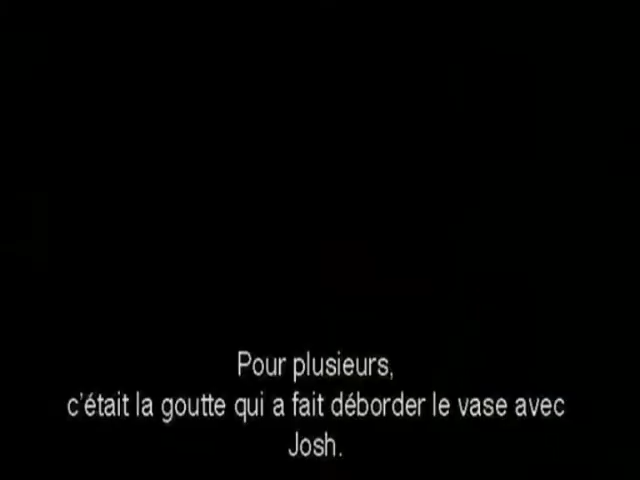 Pour plusieurs,
c'était la goutte qui a fait déborder le vase avec
Josh.